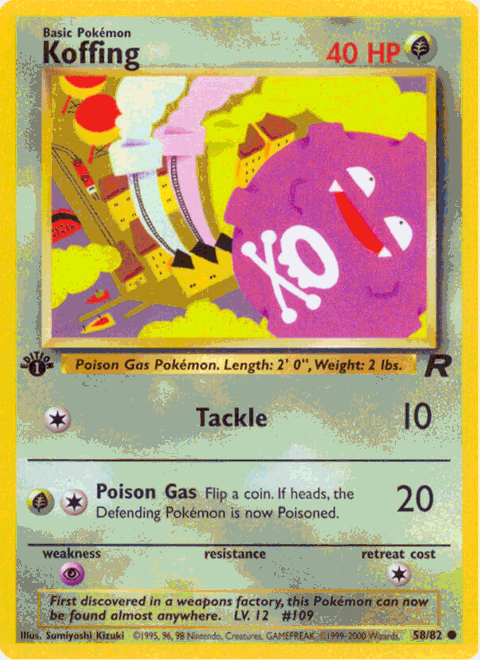 Basic Pokémon
Koffing 40 HP
EDITION
1
Poison Gas Pokémon. Length: 2' 0", Weight: 2 lbs.
R
Tackle 10
Poison Gas Flip a coin. If heads, the 20
Defending Pokémon is now Poisoned.
weakness resistance retreat cost
First discovered in a weapons factory, this Pokémon can now
be found almost anywhere. LV. 12 #109
Illus. Sumiyoshi Kizuki ©1995, 96, 98 Nintendo, Creatures, GAMEFREAK. ©1999-2000 Wizards. 58/82